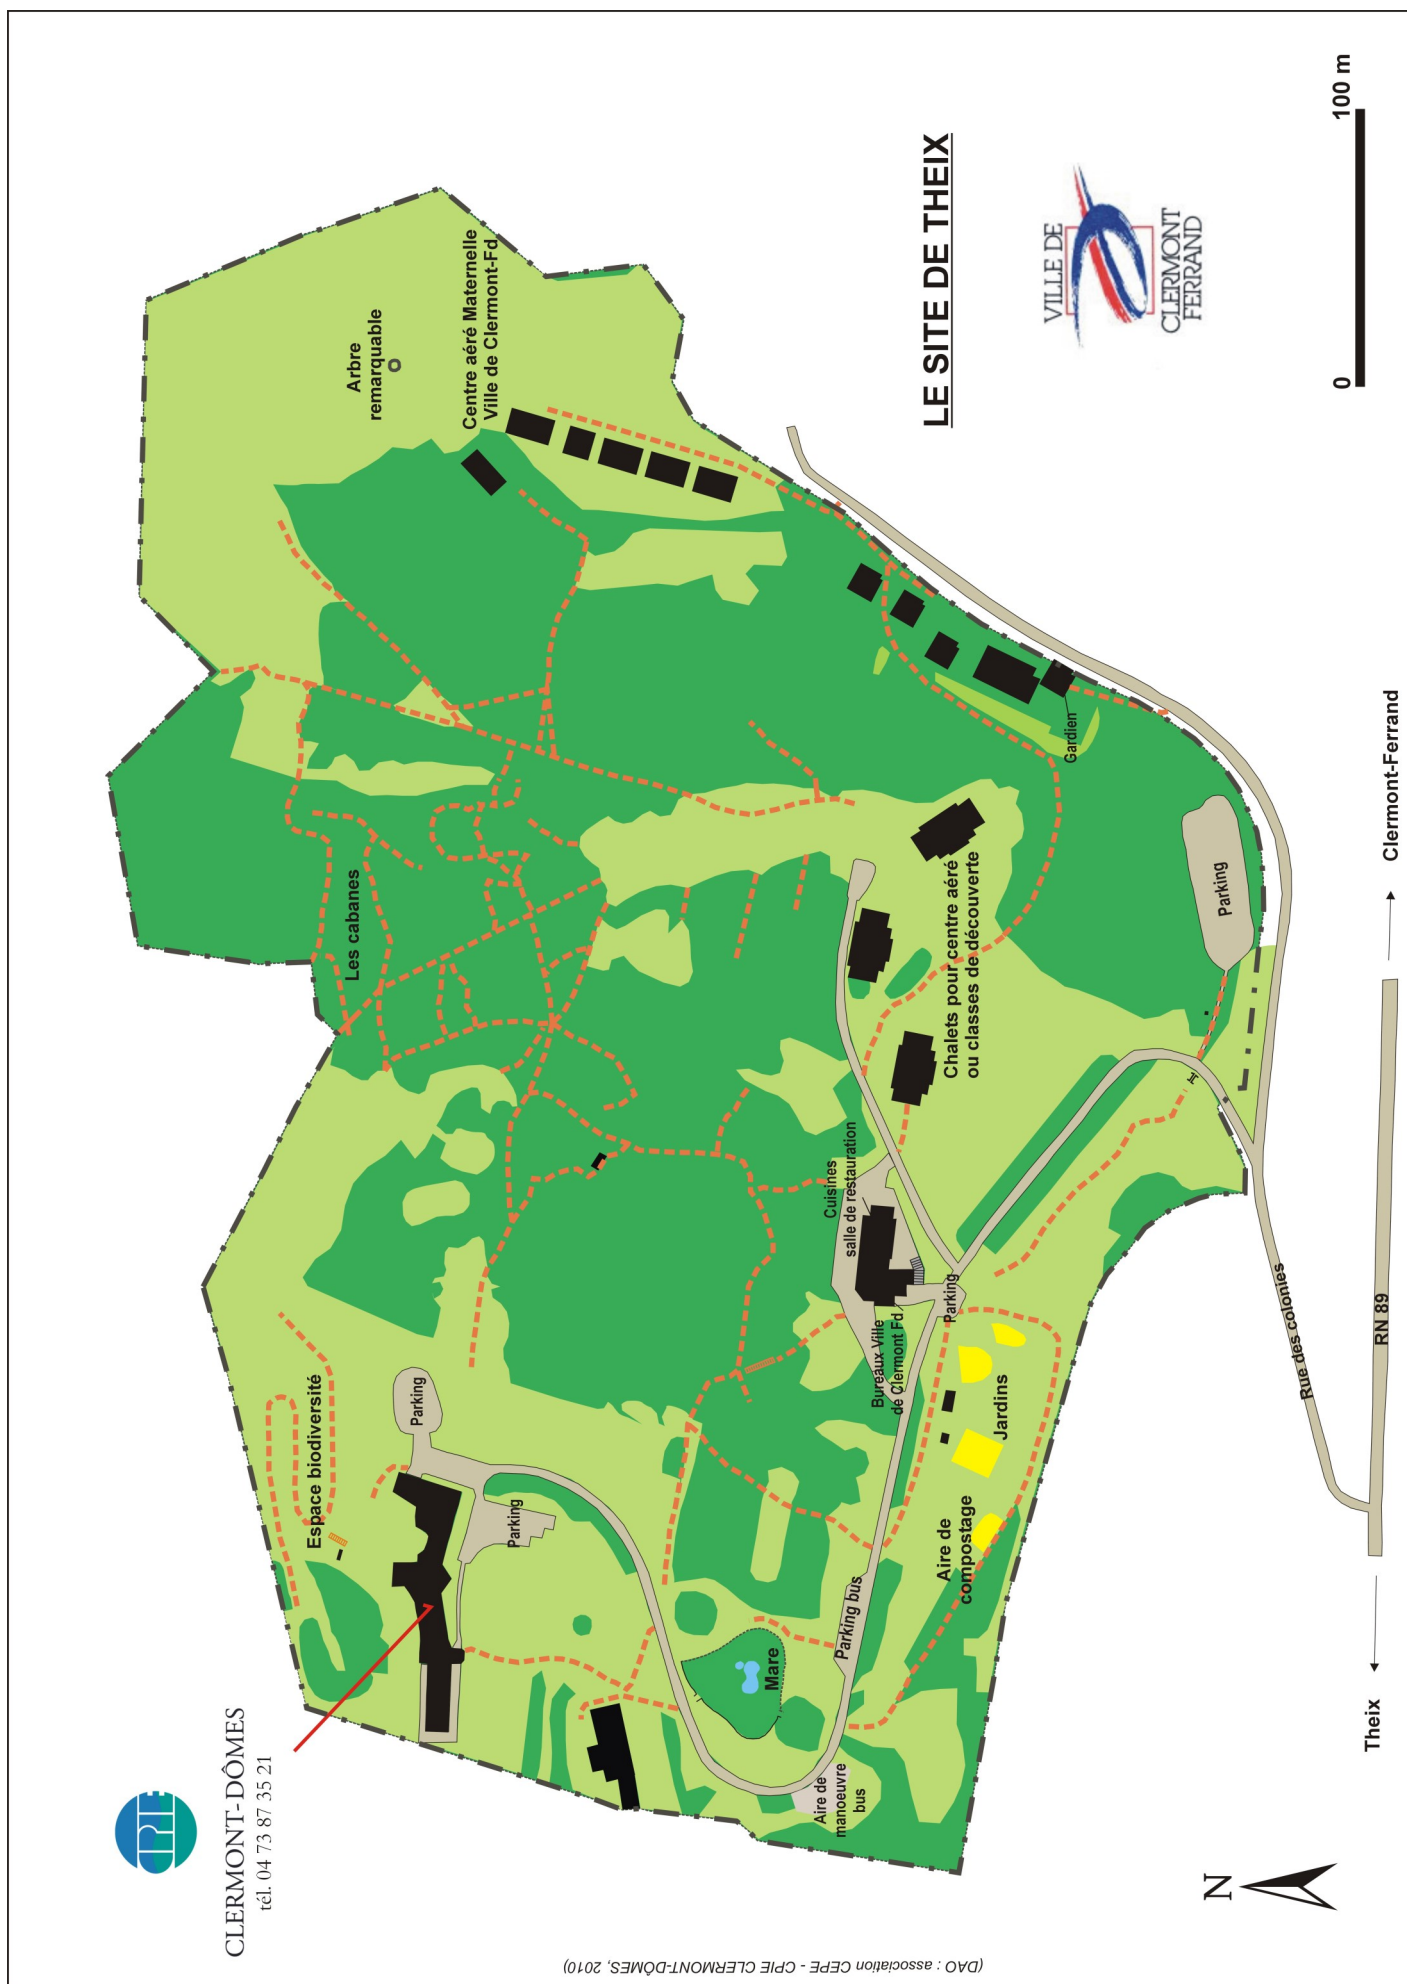 CLERMONT-DÔMES
tél. 04 73 87 35 21
Espace biodiversité
Parking
Parking
Les cabanes
Arbre
remarquable
Centre aéré Maternelle
Ville de Clermont-Fd
LE SITE DE THEIX
VILLE DE
CLERMONT
FERRAND
0
100 m
Mare
Aire de
manoeuvre
bus
Parking bus
Bureaux Ville
de Clermont Fd
Cuisines
salle de restauration
Parking
Chalets pour centre aéré
ou classes de découverte
Gardien
Parking
Jardins
Aire de
compostage
Rue des colonies
RN 89
Theix
Clermont-Ferrand
N
(DAO : association CEPE - CPIE CLERMONT-DÔMES, 2010)